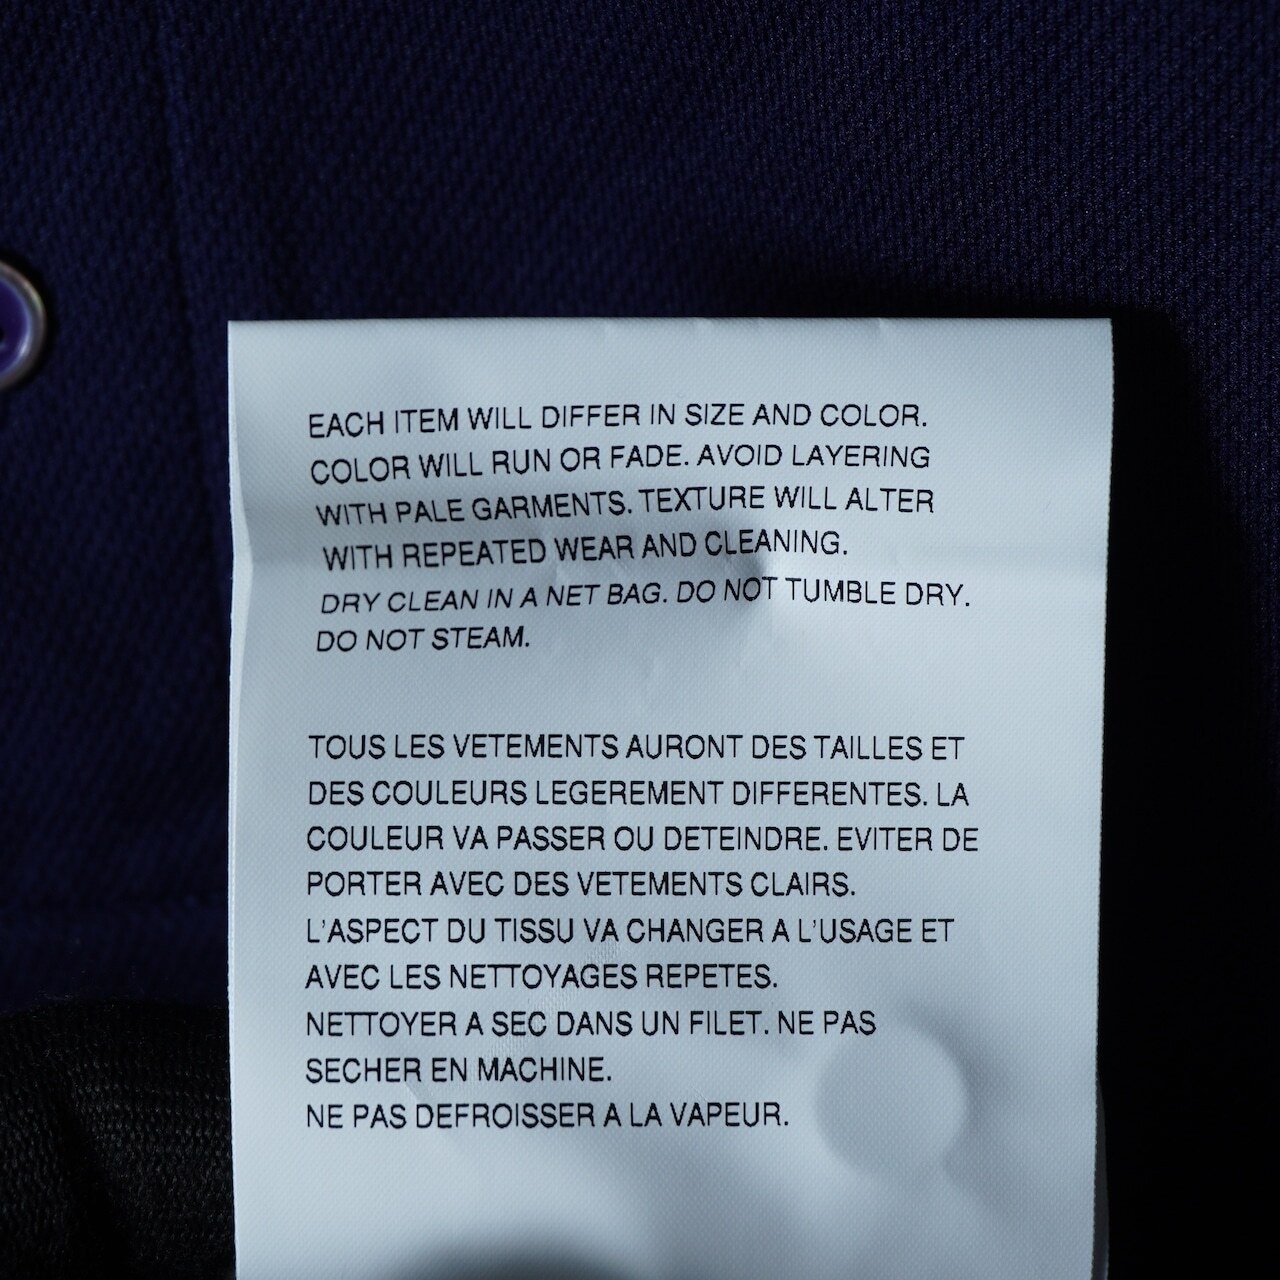 EACH ITEM WILL DIFFER IN SIZE AND COLOR.
COLOR WILL RUN OR FADE. AVOID LAYERING
WITH PALE GARMENTS. TEXTURE WILL ALTER
WITH REPEATED WEAR AND CLEANING.
DRY CLEAN IN A NET BAG. DO NOT TUMBLE DRY.
DO NOT STEAM.
TOUS LES VETEMENTS AURONT DES TAILLES ET
DES COULEURS LEGEREMENT DIFFERENTES. LA
COULEUR VA PASSER OU DETEINDRE. EVITER DE
PORTER AVEC DES VETEMENTS CLAIRS.
L'ASPECT DU TISSU VA CHANGER A L'USAGE ET
AVEC LES NETTOYAGES REPETES.
NETTOYER A SEC DANS UN FILET. NE PAS
SECHER EN MACHINE.
NE PAS DEFROISSER A LA VAPEUR.